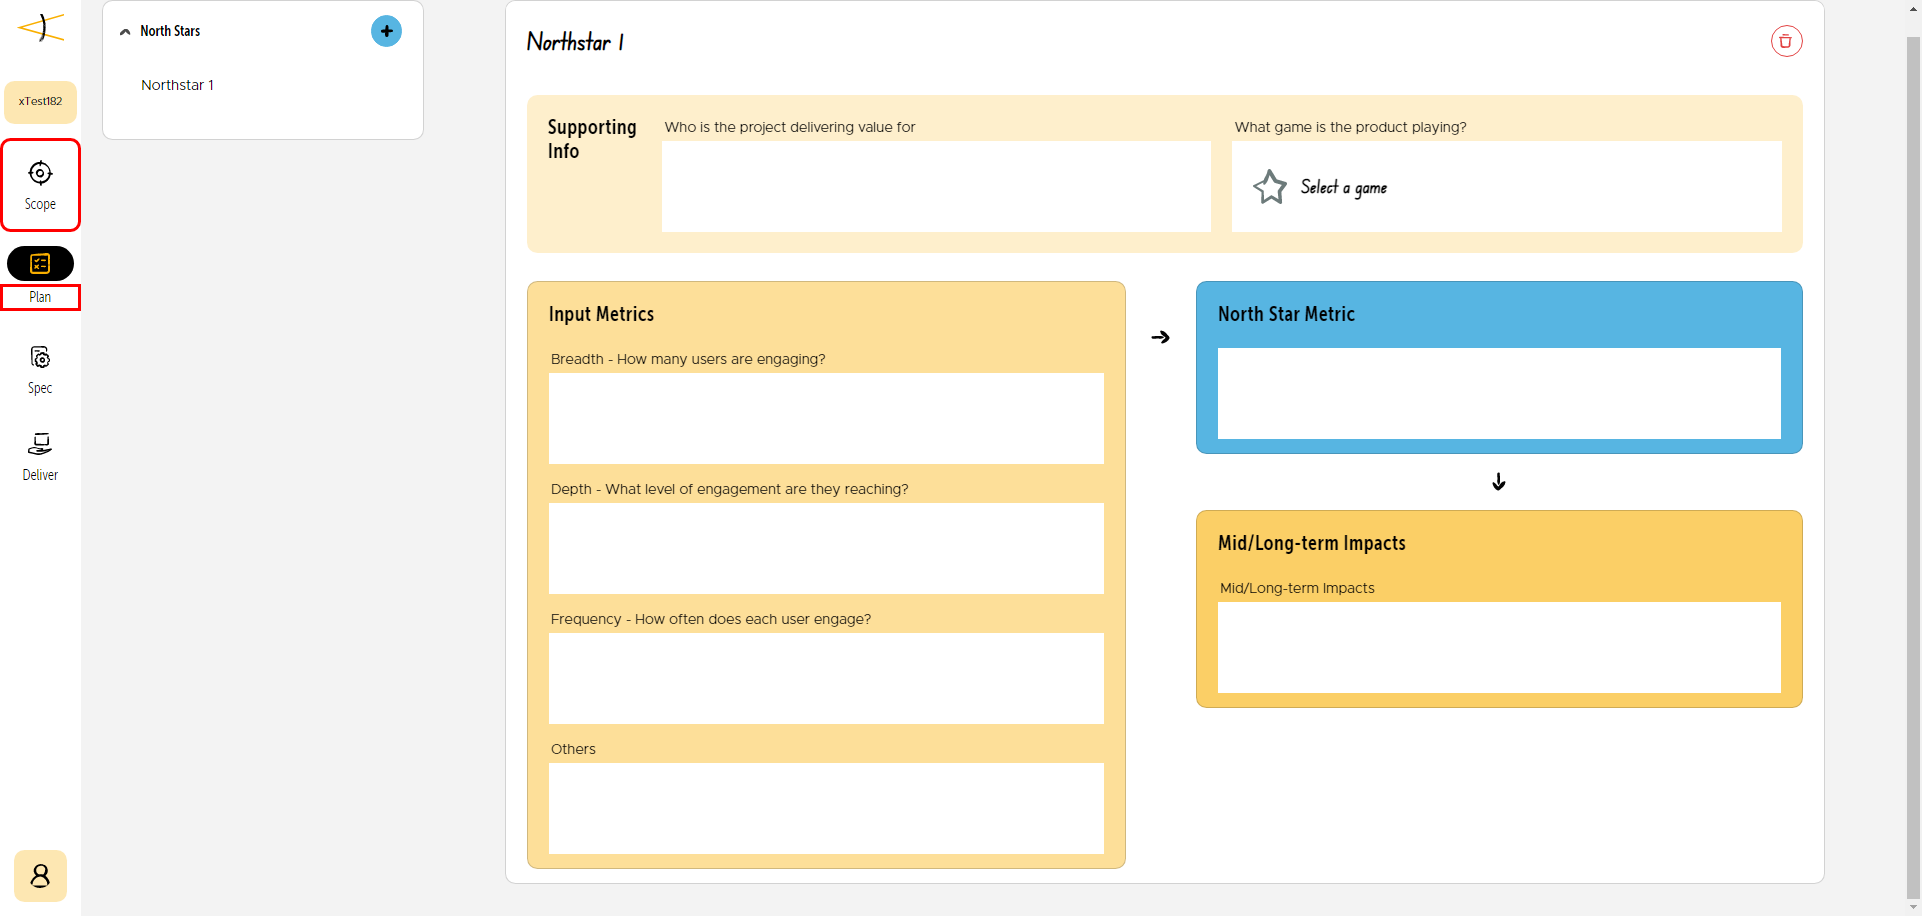 xTest182
Scope
Plan
Spec
Deliver
North Stars
Northstar 1
Northstar 1
Supporting
Info
Who is the project delivering value for
What game is the product playing?
Select a game
Input Metrics
Breadth - How many users are engaging?
Depth - What level of engagement are they reaching?
Frequency - How often does each user engage?
Others
North Star Metric
Mid/Long-term Impacts
Mid/Long-term Impacts